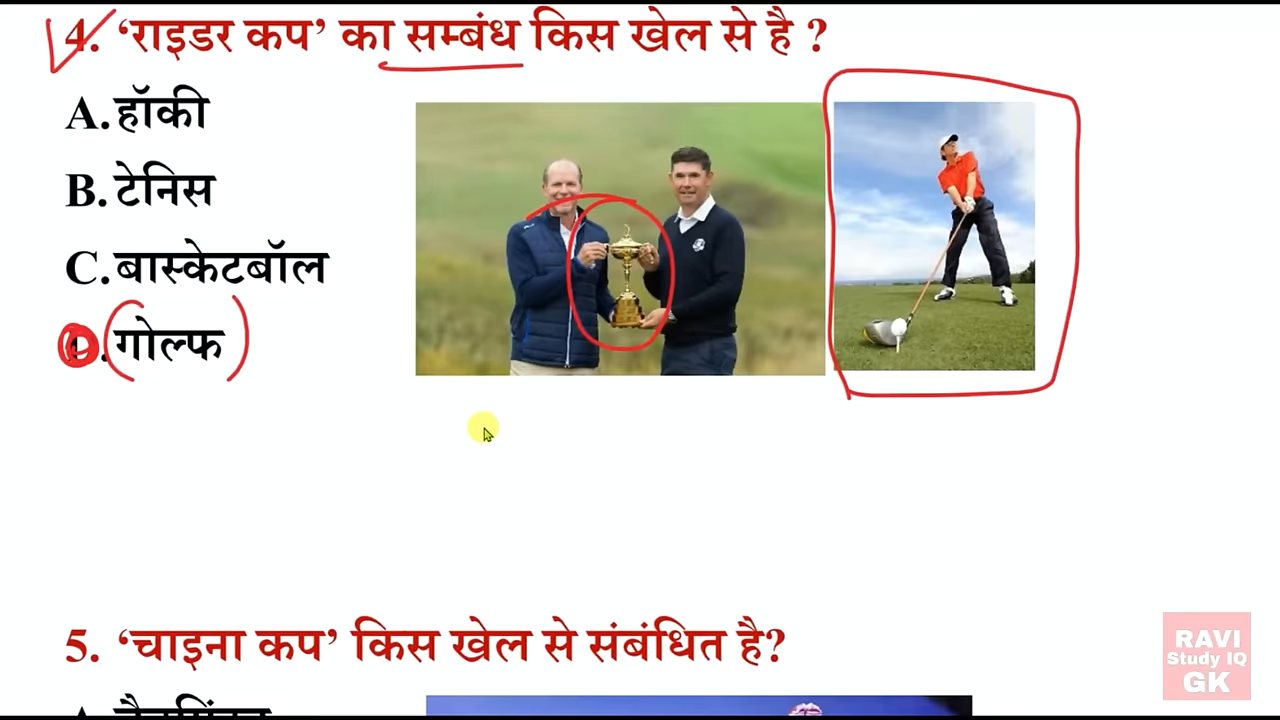 4. ‘राइडर कप’ का सम्बंध किस खेल से है ?
A. हॉकी
B. टेनिस
C. बास्केटबॉल
D. गोल्फ
5. ‘चाइना कप’ किस खेल से संबंधित है?
RAVI
Study IQ
GK